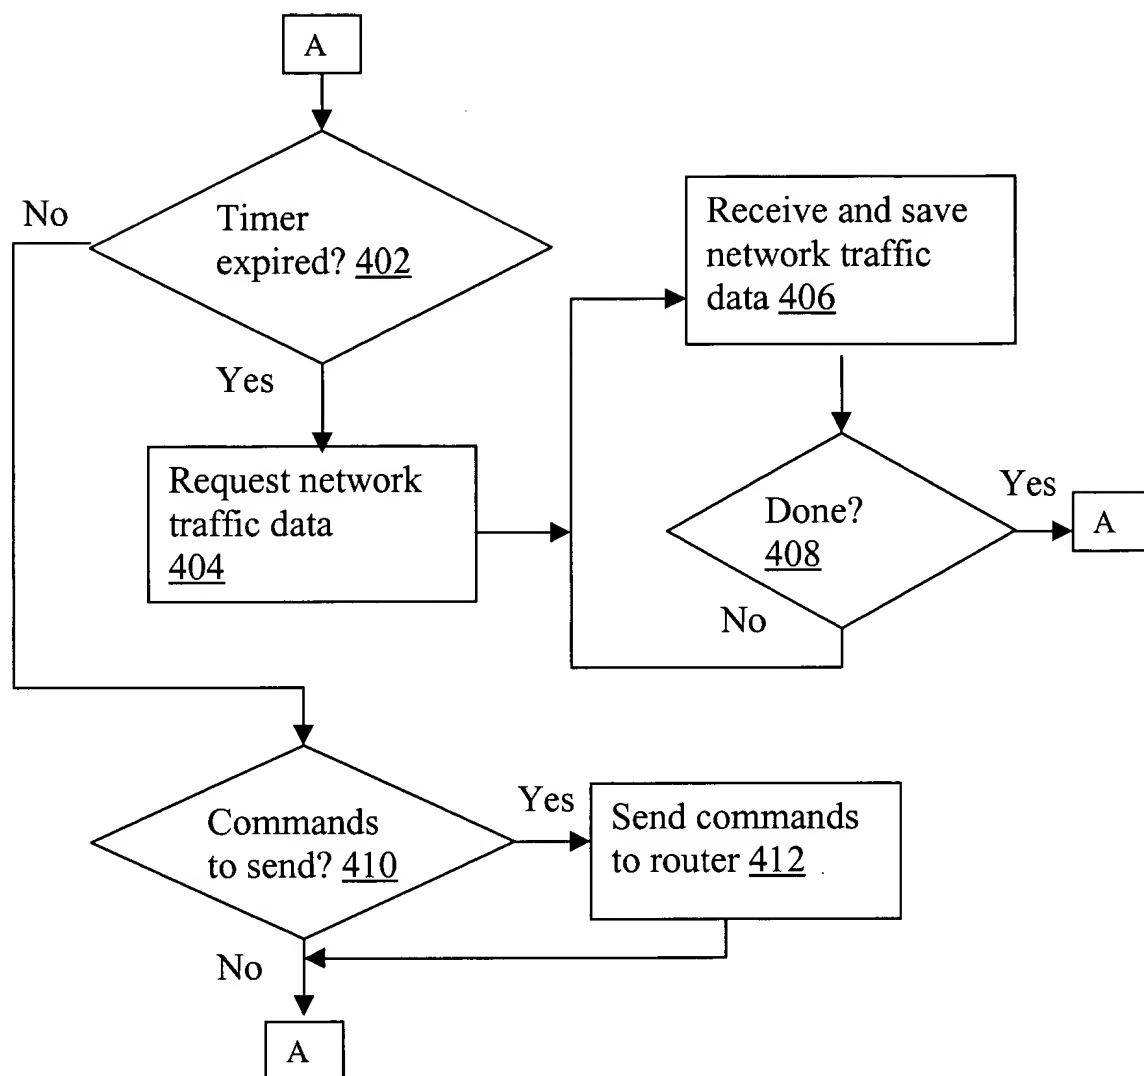 A
No
Timer
expired? 402
Yes
Receive and save
network traffic
data 406
Request network
traffic data
404
Done?
408
Yes
A
No
Commands
to send? 410
Yes
Send commands
to router 412
No
A